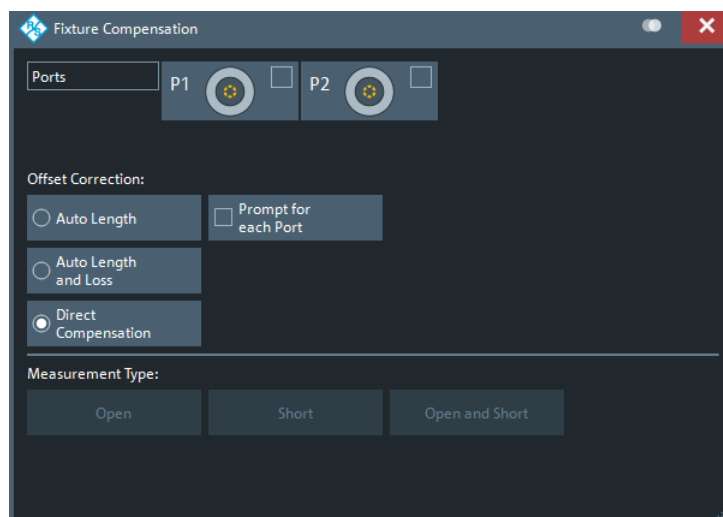 R&S Fixture Compensation
Ports
P1
P2
Offset Correction:
Auto Length
Prompt for
each Port
Auto Length
and Loss
Direct
Compensation
Measurement Type:
Open
Short
Open and Short